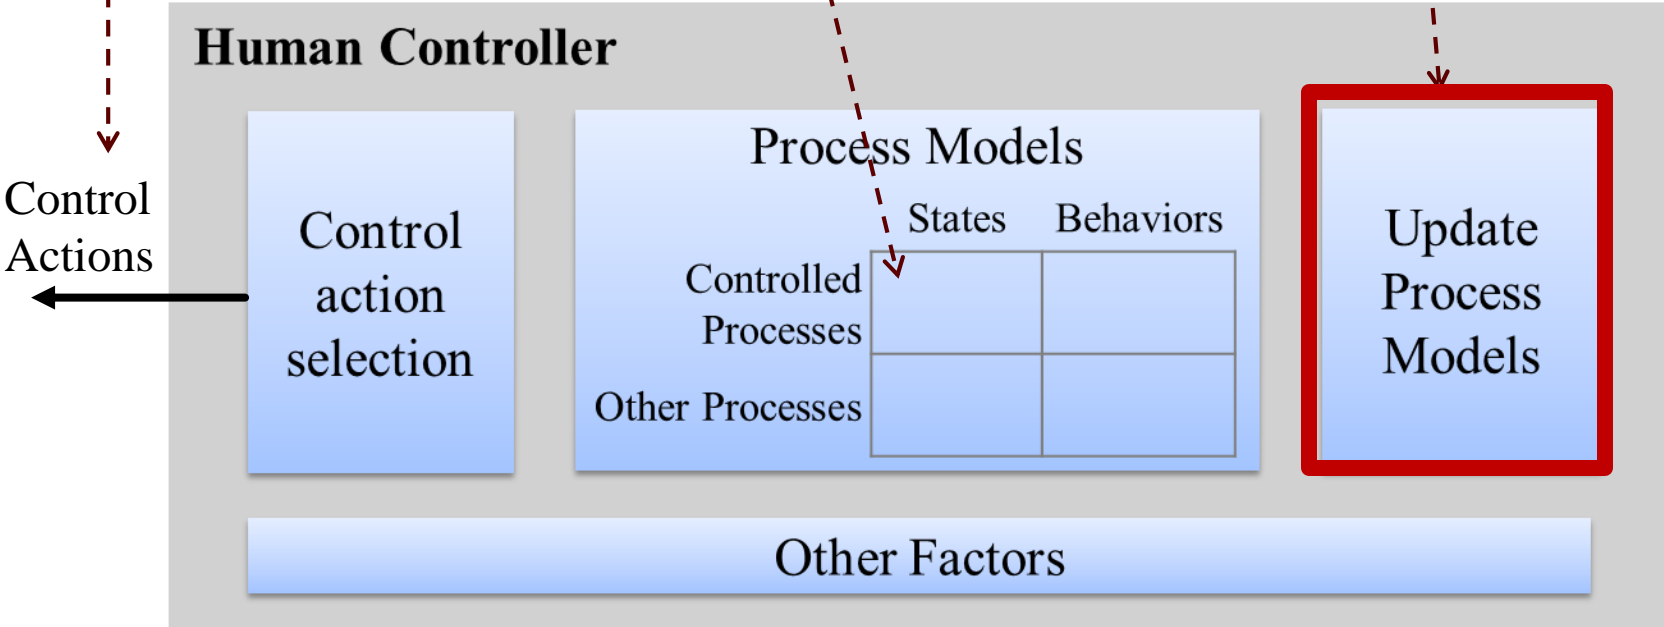 Human Controller
Control
Actions
Control
action
selection
Process Models
States Behaviors
Controlled
Processes
Other Processes
Update
Process
Models
Other Factors